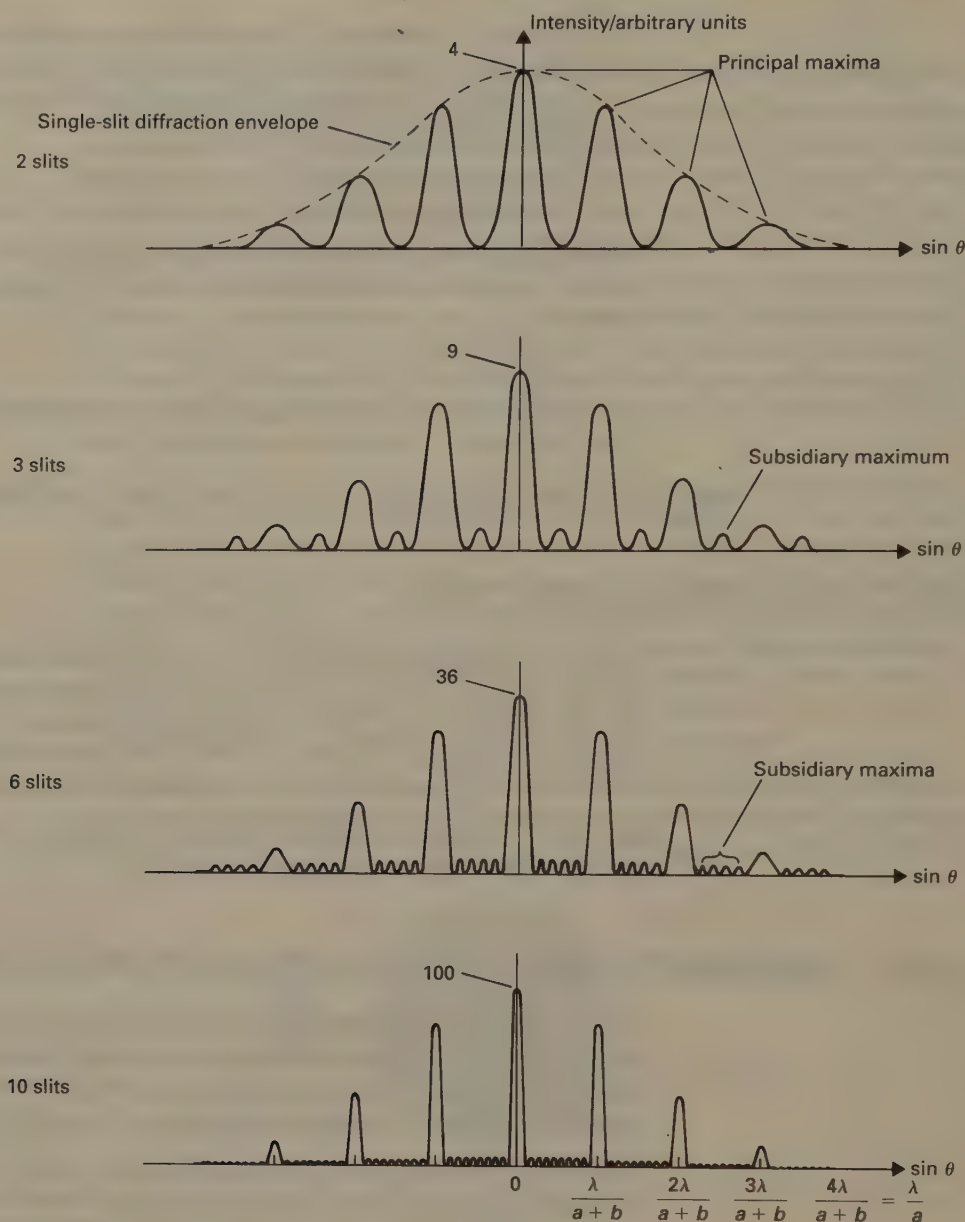 Intensity/arbitrary units
4
Principal maxima
Single-slit diffraction envelope
2 slits
sin θ
9
3 slits
Subsidiary maximum
sin θ
36
6 slits
Subsidiary maxima
sin θ
100
10 slits
sin θ
0 λ/a + b 2λ/a + b 3λ/a + b 4λ/a + b = λ/a